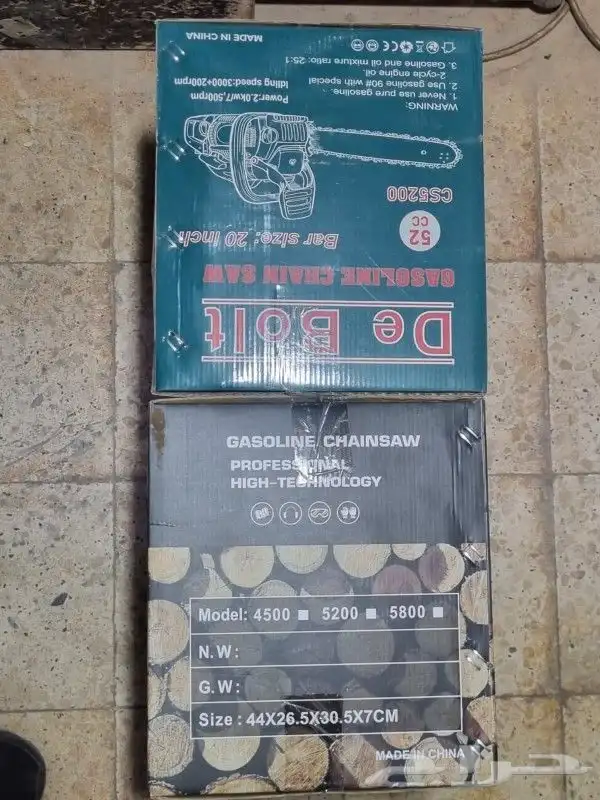 De Bolt
GASOLINE CHAIN SAW
Bar size: 20 inch
52
CC
CS5200
WARNING:
1. Never use pure gasoline.
2. Use gasoline 90# with special
2-cycle engine oil.
3. Gasoline and oil mixture ratio: 25:1
Power:2.0kw/7,500rpm
Idling speed:3000+200rpm
MADE IN CHINA
GASOLINE CHAINSAW
PROFESSIONAL
HIGH-TECHNOLOGY
Model: 4500 5200 5800
N.W:
G.W:
Size : 44X26.5X30.5X7CM
MADE IN CHINA
حراج